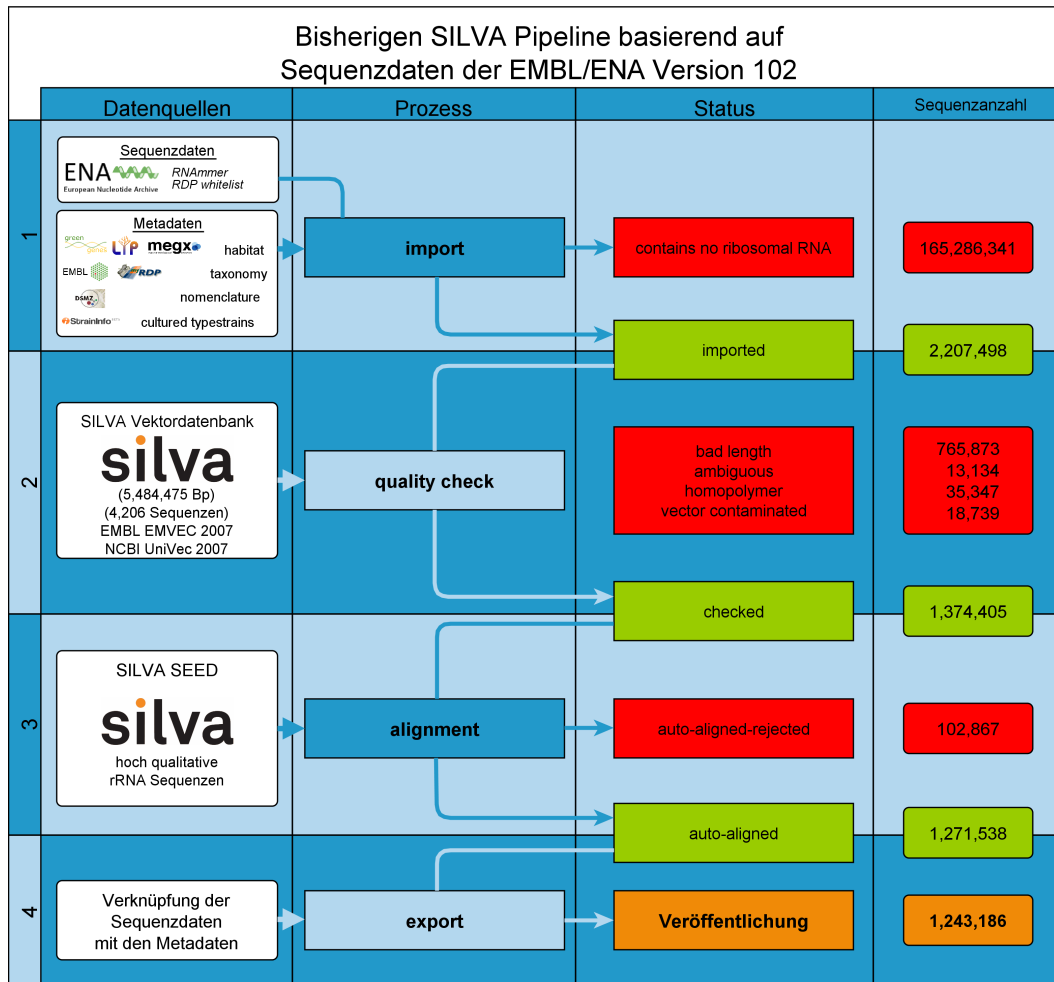 Bisherigen SILVA Pipeline basierend auf
Sequenzdaten der EMBL/ENA Version 102
Datenquellen
Prozess
Status
Sequenzanzahl
1
Sequenzdaten
ENA
European Nucleotide Archive
RNAmmer
RDP whitelist
Metadaten
green
genes
LTP
megx
habitat
EMBL
RDP
taxonomy
DSMZ
nomenclature
StrainInfo
cultured typestrains
import
contains no ribosomal RNA
165,286,341
imported
2,207,498
2
SILVA Vektordatenbank
silva
(5,484,475 Bp)
(4,206 Sequenzen)
EMBL EMVEC 2007
NCBI UniVec 2007
quality check
bad length
ambiguous
homopolymer
vector contaminated
765,873
13,134
35,347
18,739
checked
1,374,405
3
SILVA SEED
silva
hoch qualitative
rRNA Sequenzen
alignment
auto-aligned-rejected
102,867
auto-aligned
1,271,538
4
Verknüpfung der
Sequenzdaten
mit den Metadaten
export
Veröffentlichung
1,243,186